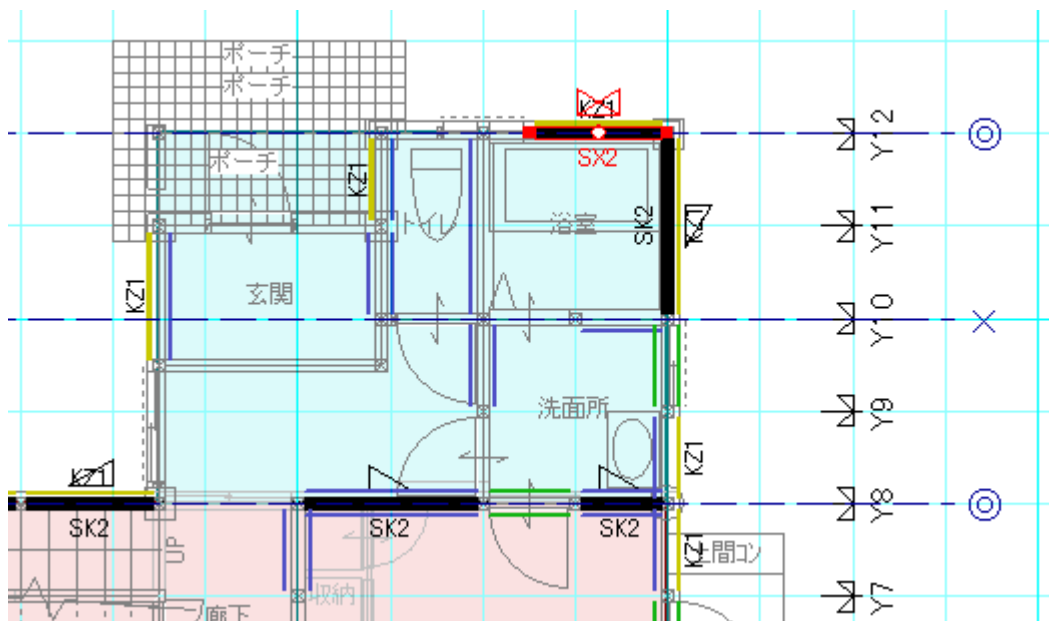 ポーチ
ポーチ
KZ1
Y12
SX2
ポーチ
KZ1
トイレ
浴室
SK2
KZ1
Y11
KZ1
玄関
Y10
洗面所
Y9
KZ1
KZ1
Y8
SK2
SK2
SK2
UP
KZ1
土間コン
収納
Y7
廊下